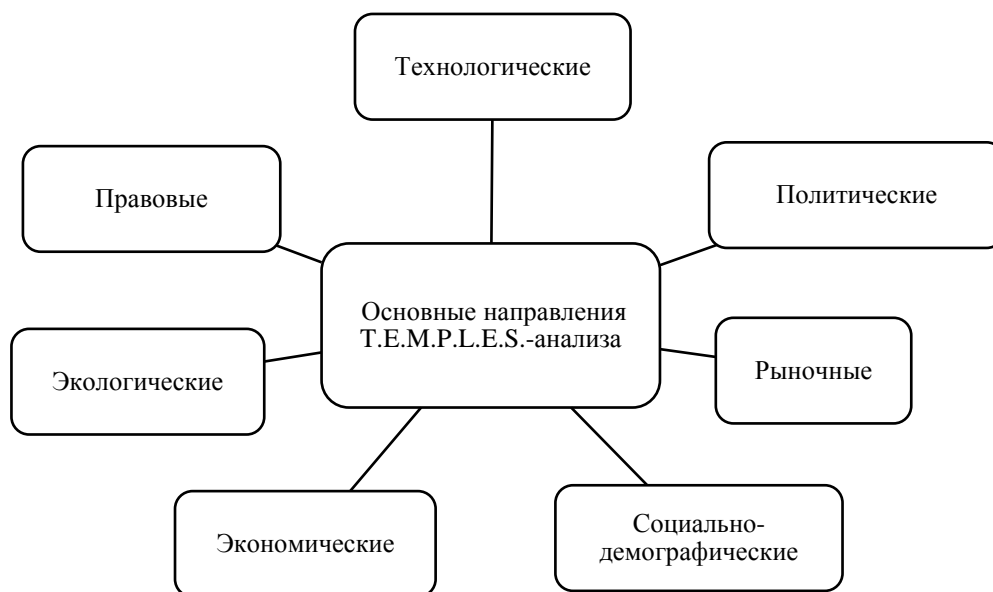 Технологические
Правовые
Политические
Основные направления
T.E.M.P.L.E.S.-анализа
Экологические
Рыночные
Экономические
Социально-
демографические